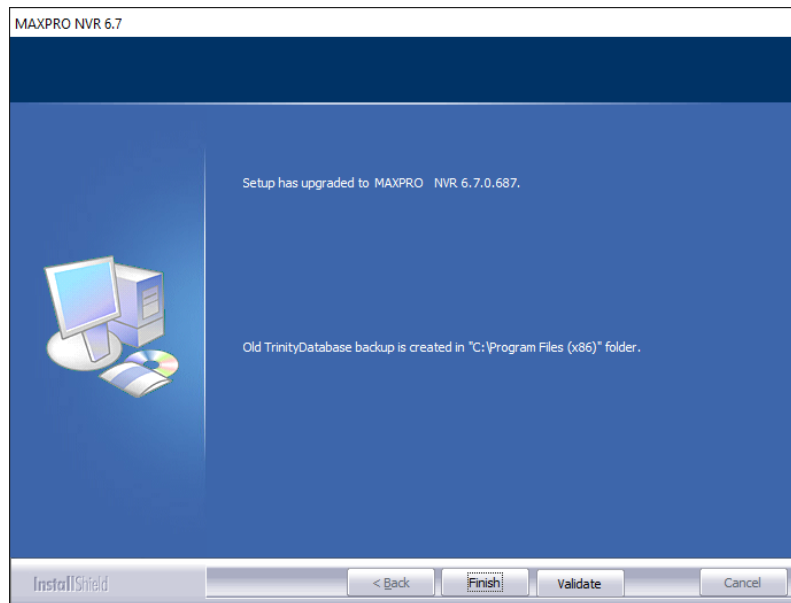 MAXPRO NVR 6.7
Setup has upgraded to MAXPRO NVR 6.7.0.687.
Old TrinityDatabase backup is created in "C:\Program Files (x86)" folder.
InstallShield
< Back
Finish
Validate
Cancel